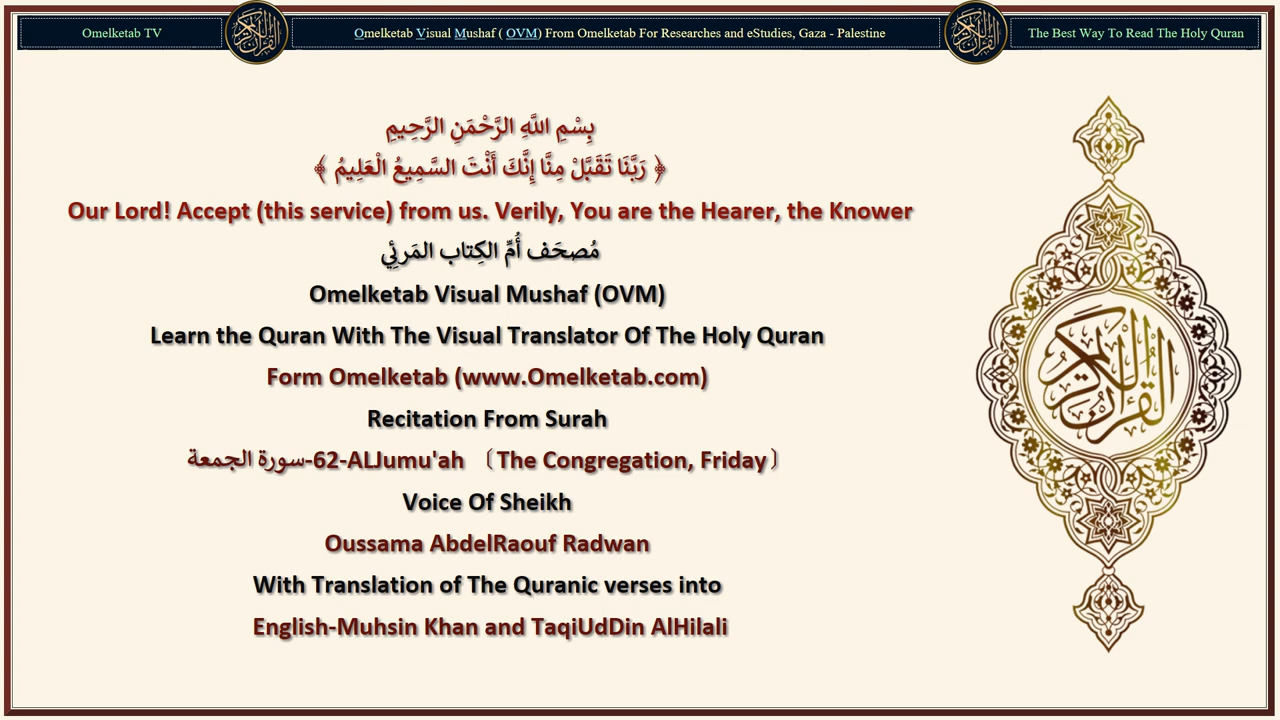 Omelketab TV
Omelketab Visual Mushaf ( OVM) From Omelketab For Researches and eStudies, Gaza - Palestine
The Best Way To Read The Holy Quran
بِسْمِ اللَّهِ الرَّحْمَنِ الرَّحِيمِ
﴿ رَبَّنَا تَقَبَّلْ مِنَّا إِنَّكَ أَنْتَ السَّمِيعُ الْعَلِيمُ ﴾
Our Lord! Accept (this service) from us. Verily, You are the Hearer, the Knower
مُصحَف أُمِّ الكِتاب المَرئِي
Omelketab Visual Mushaf (OVM)
Learn the Quran With The Visual Translator Of The Holy Quran
Form Omelketab (www.Omelketab.com)
Recitation From Surah
سورة الجمعة-62-ALJumu'ah 〔The Congregation, Friday〕
Voice Of Sheikh
Oussama AbdelRaouf Radwan
With Translation of The Quranic verses into
English-Muhsin Khan and TaqiUdDin AlHilali
القرآن الكريم